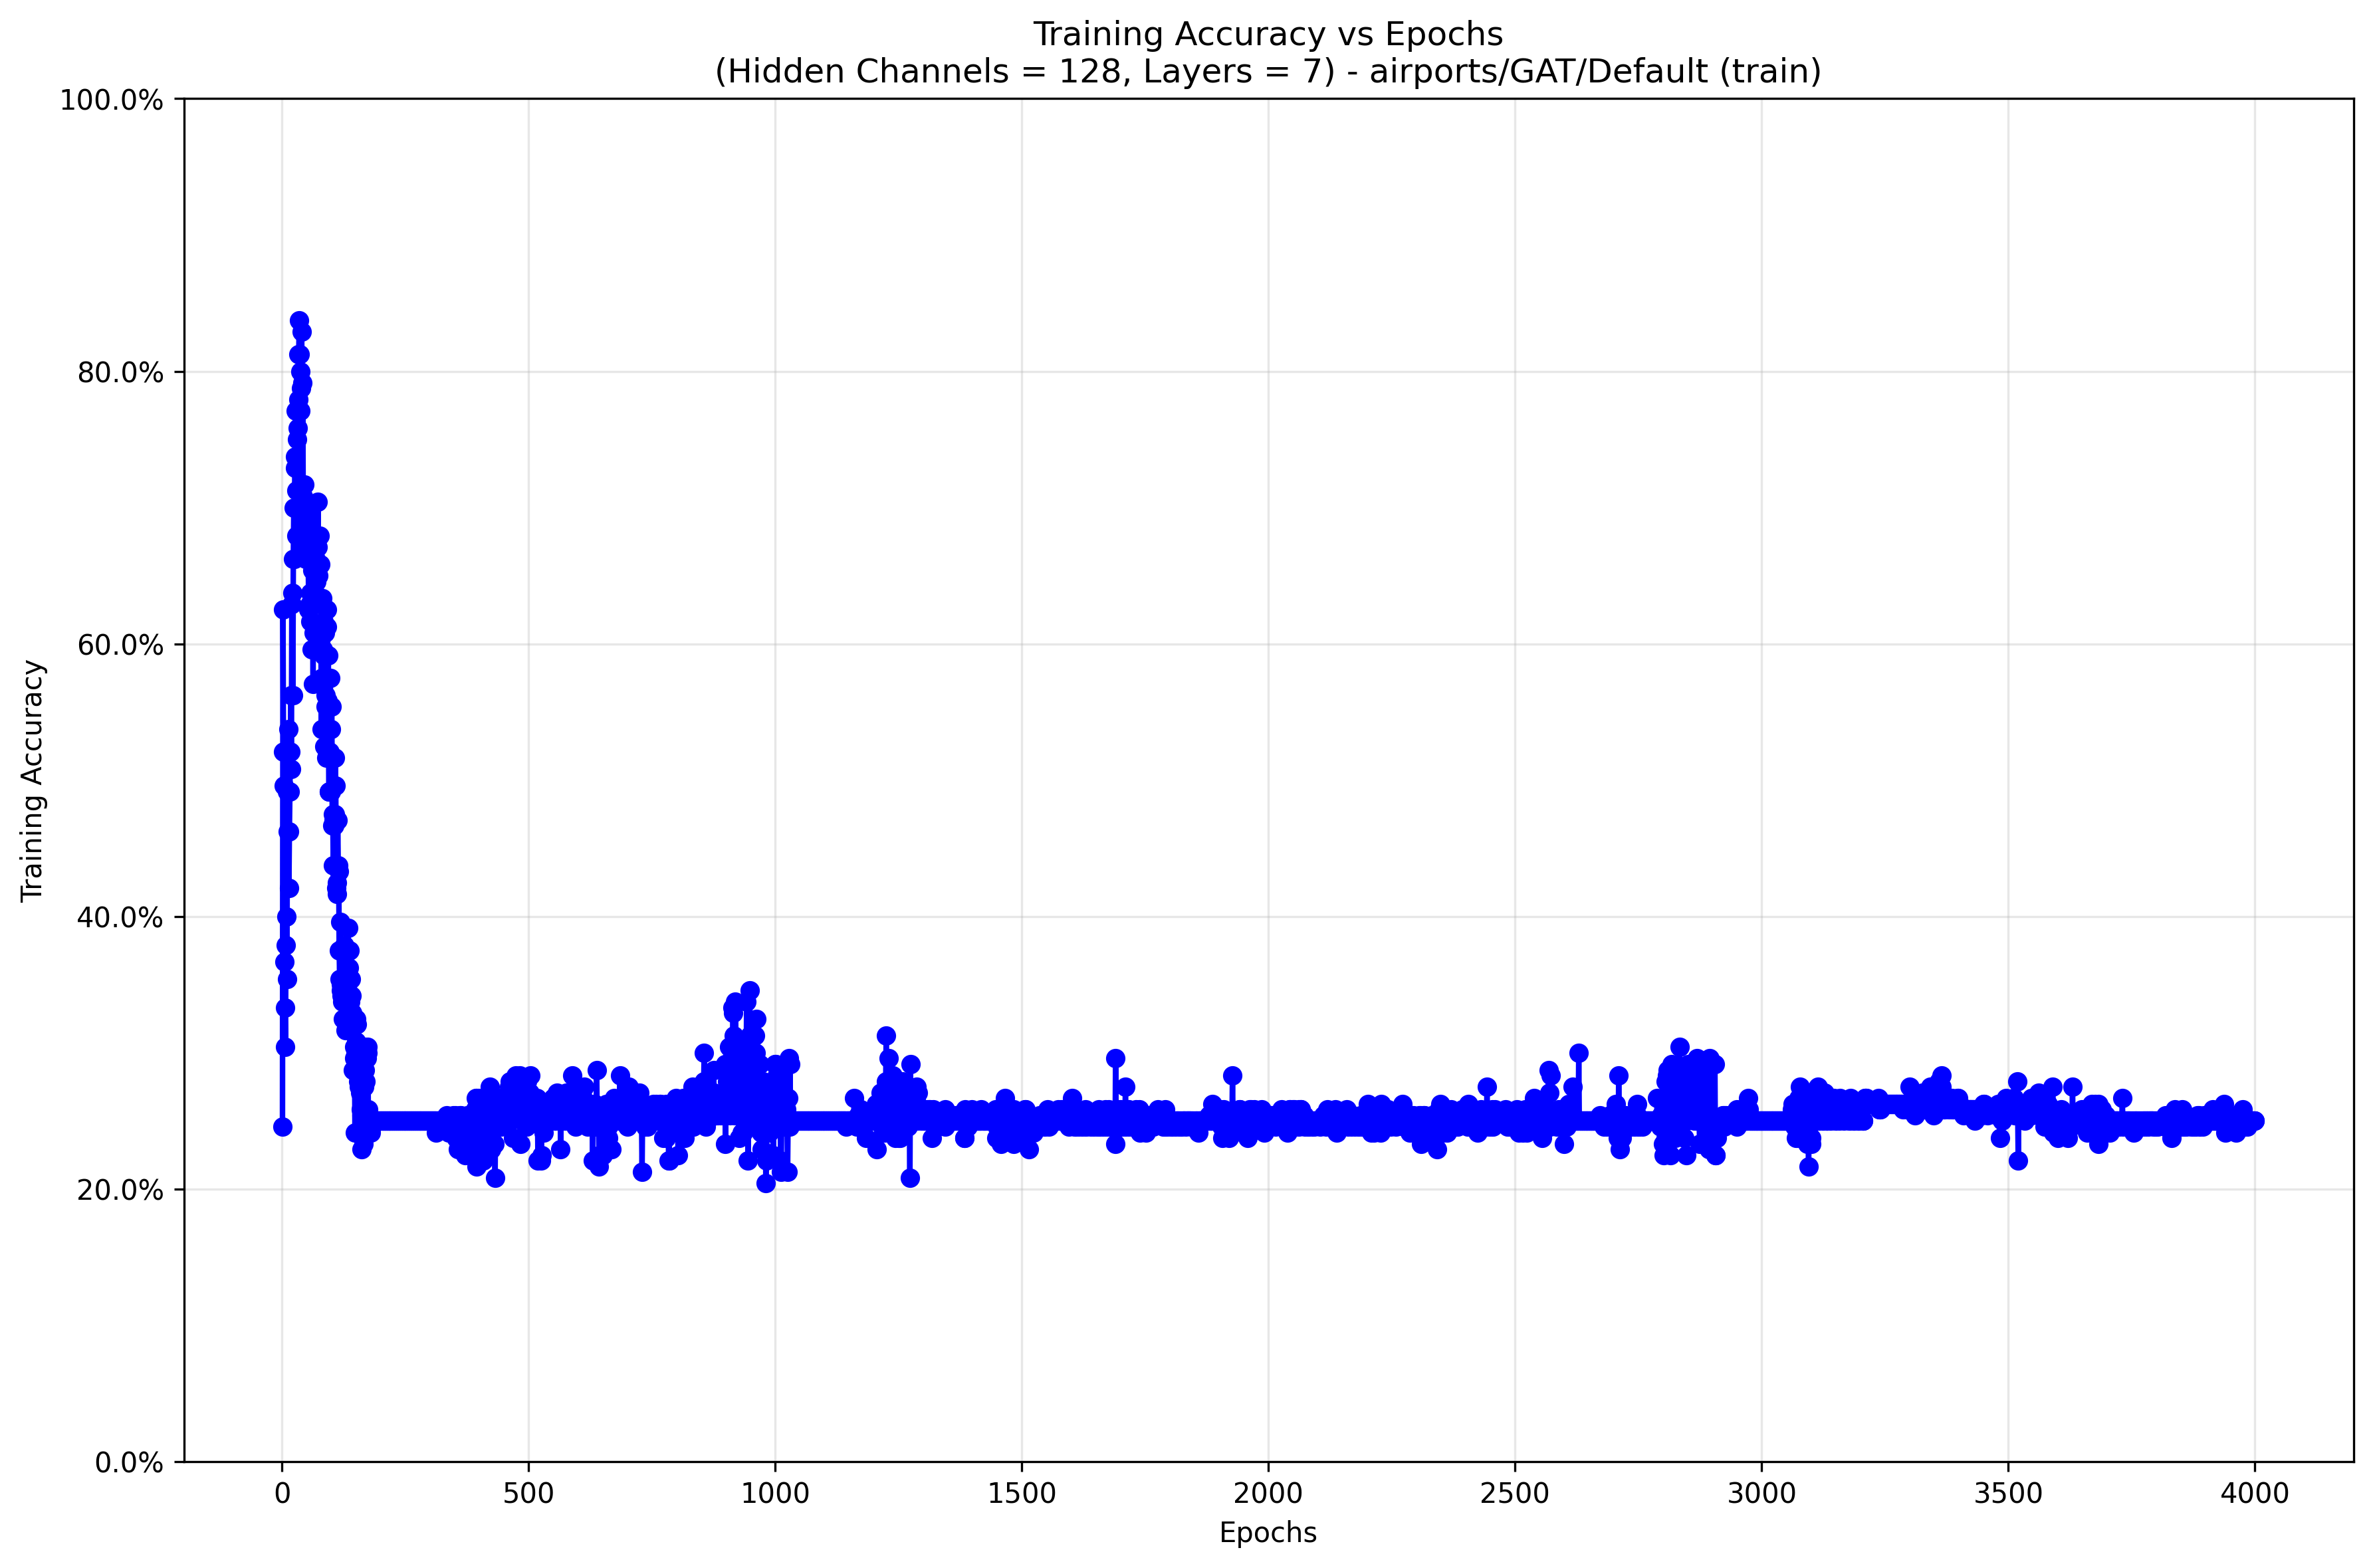 Training Accuracy vs Epochs
(Hidden Channels = 128, Layers = 7) - airports/GAT/Default (train)
100.0%
80.0%
60.0%
40.0%
20.0%
0.0%
Training Accuracy
0 500 1000 1500 2000 2500 3000 3500 4000
Epochs